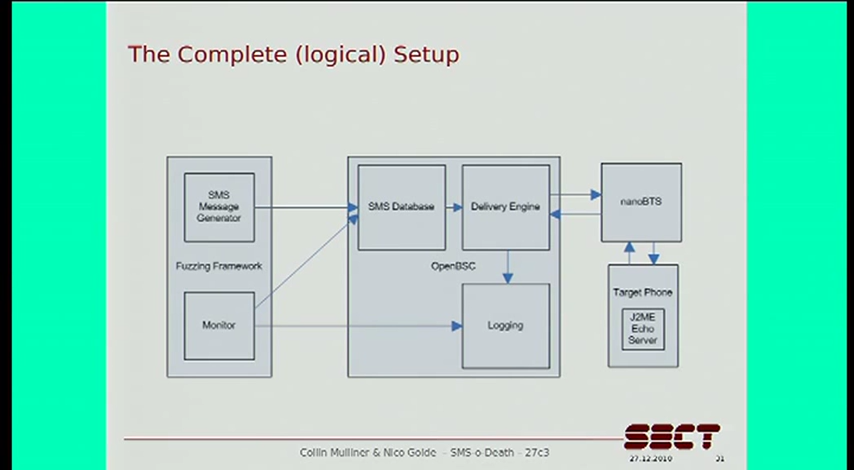 The Complete (logical) Setup
SMS
Message
Generator
Fuzzing Framework
Monitor
SMS Database
Delivery Engine
OpenBSC
Logging
nanoBTS
Target Phone
J2ME
Echo
Server
Collin Mulliner & Nico Golde - SMS-o-Death - 27c3
SECT
27.12.2010